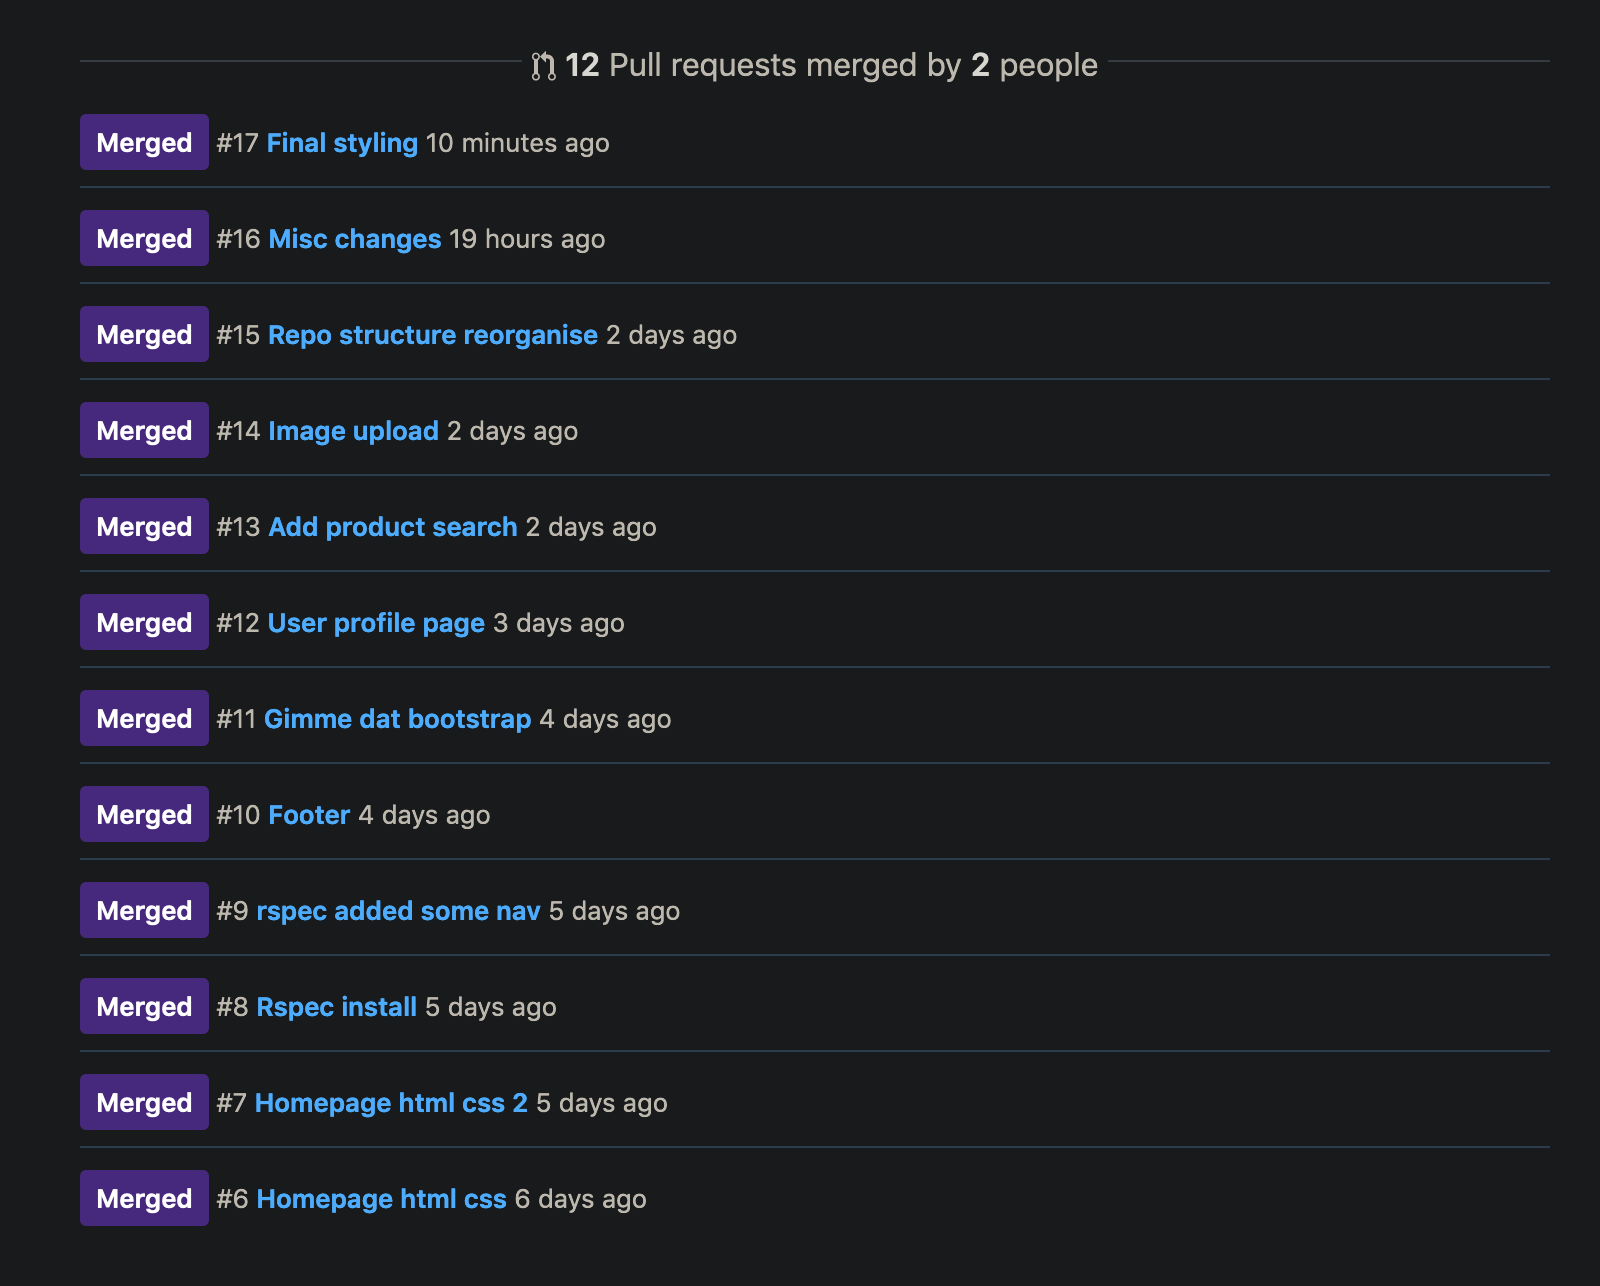 12 Pull requests merged by 2 people
Merged #17 Final styling 10 minutes ago
Merged #16 Misc changes 19 hours ago
Merged #15 Repo structure reorganise 2 days ago
Merged #14 Image upload 2 days ago
Merged #13 Add product search 2 days ago
Merged #12 User profile page 3 days ago
Merged #11 Gimme dat bootstrap 4 days ago
Merged #10 Footer 4 days ago
Merged #9 rspec added some nav 5 days ago
Merged #8 Rspec install 5 days ago
Merged #7 Homepage html css 2 5 days ago
Merged #6 Homepage html css 6 days ago